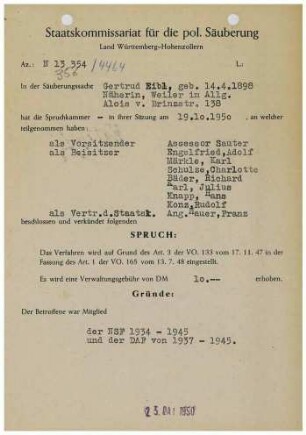 Staatskommissariat für die pol. Säuberung
Land Württemberg-Hohenzollern
Az.: N 13 354 /4464
L:
356
In der Säuberungssache Gertrud Eibl, geb. 14.4.1898
Näherin, Weiler in Allg.
Alois v. Brinzstr. 138
hat die Spruchkammer — in ihrer Sitzung am 19.10.1950 , an welcher
teilgenommen haben:
als Vorsitzender Assessor Sauter
als Beisitzer Engelfried,Adolf
Märkle, Karl
Schulze,Charlotte
Bäder, Richard
Karl, Julius
Knapp, Hans
Konz,Rudolf
als Vertr.d.Staatsk. Ang.Hauer,Franz
beschlossen und verkündet folgenden
SPRUCH:
Das Verfahren wird auf Grund des Art. 3 der VO. 133 vom 17. 11. 47 in der
Fassung des Art. 1 der VO. 165 vom 13. 7. 48 eingestellt.
Es wird eine Verwaltungsgebühr von DM 10.-- erhoben.
Gründe:
Der Betroffene war Mitglied
der NSF 1934 - 1945
und der DAF von 1937 - 1945.
23. Okt. 1950